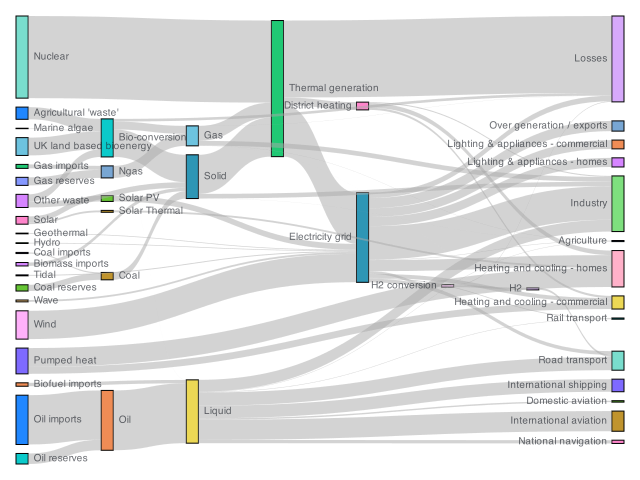 Nuclear
Agricultural 'waste'
Marine algae
UK land based bioenergy
Gas imports
Gas reserves
Other waste
Solar
Geothermal
Hydro
Coal imports
Biomass imports
Tidal
Coal reserves
Wave
Wind
Pumped heat
Biofuel imports
Oil imports
Oil reserves
Bio-conversion
Ngas
Solar PV
Solar Thermal
Coal
Oil
Gas
Solid
Liquid
Thermal generation
District heating
Electricity grid
H2 conversion
H2
Losses
Over generation / exports
Lighting & appliances - commercial
Lighting & appliances - homes
Industry
Agriculture
Heating and cooling - homes
Heating and cooling - commercial
Rail transport
Road transport
International shipping
Domestic aviation
International aviation
National navigation